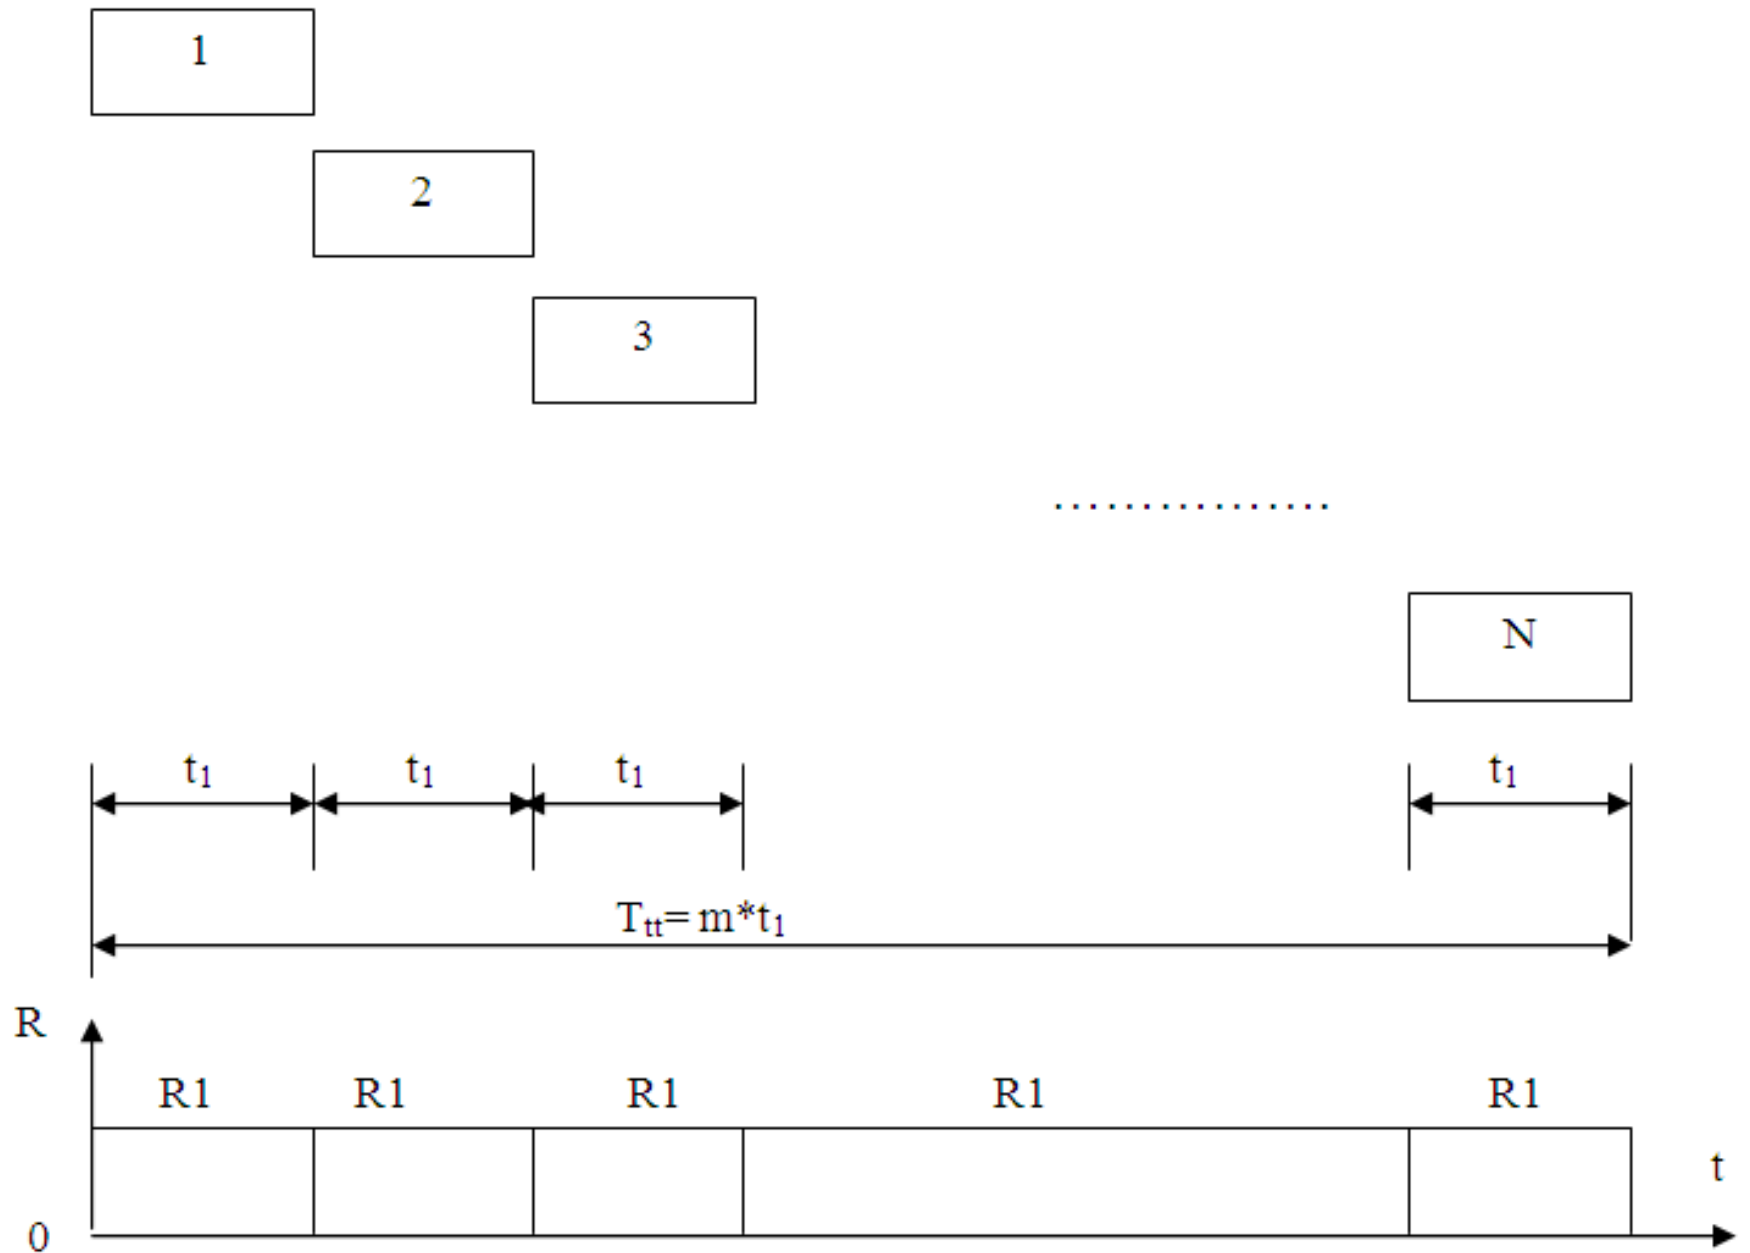 1
2
3
................
N
t₁ t₁ t₁ t₁
Tₜₜ= m*t₁
R
R1 R1 R1 R1 R1
t
0